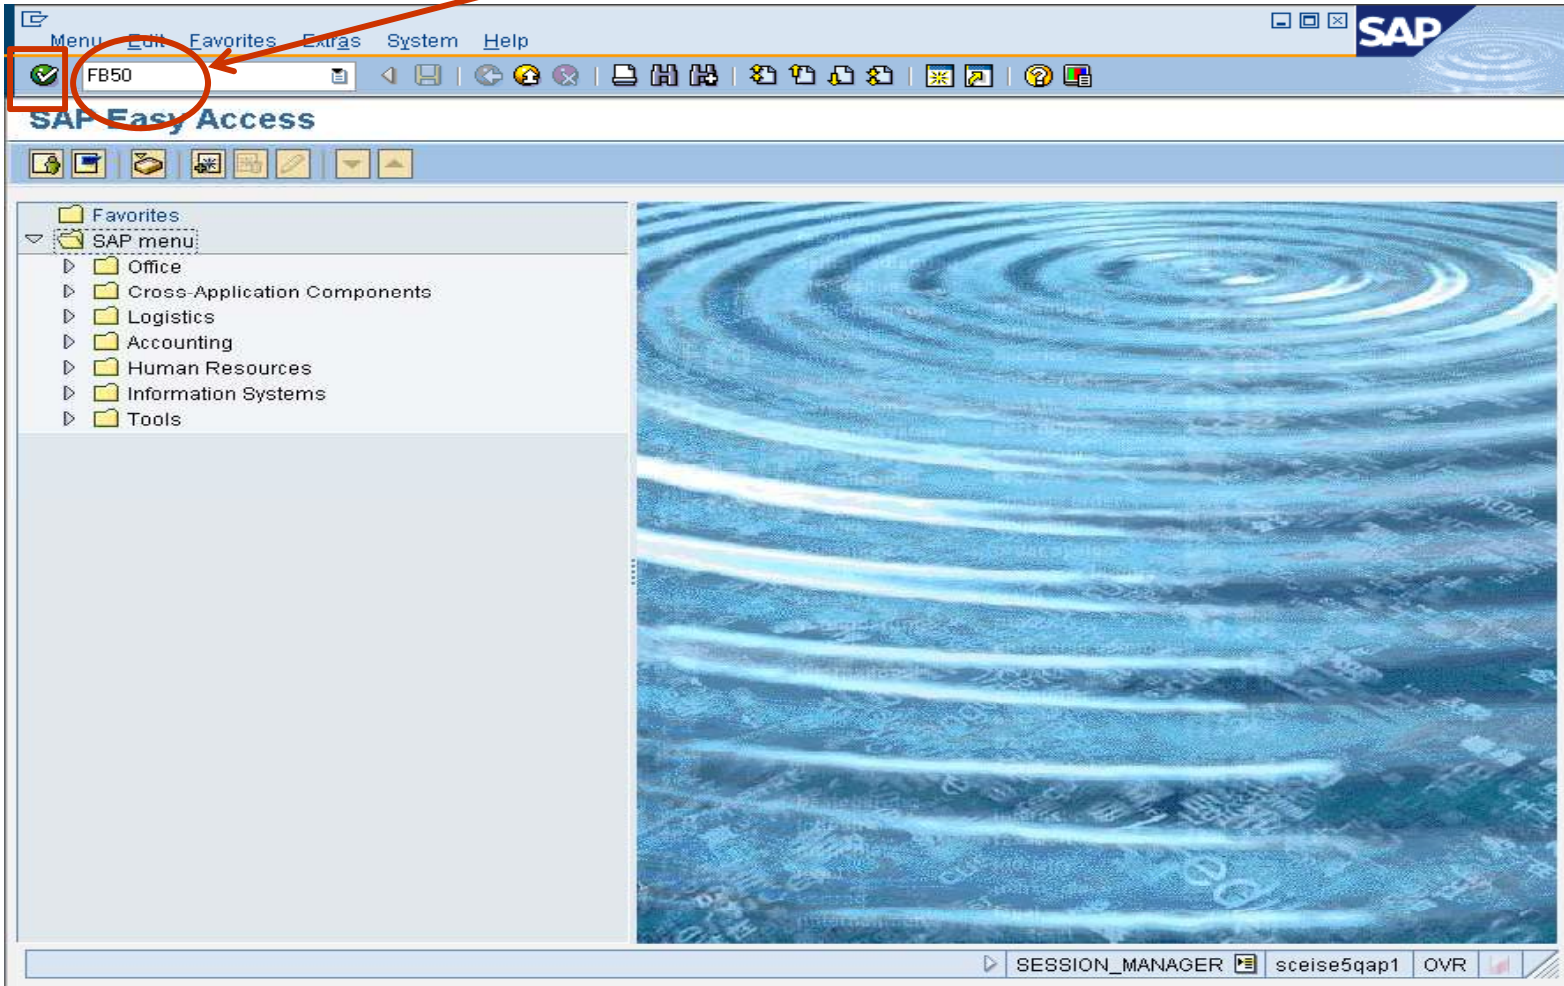 Menu Edit Favorites Extras System Help
SAP
FB50
SAP Easy Access
Favorites
SAP menu
Office
Cross-Application Components
Logistics
Accounting
Human Resources
Information Systems
Tools
SESSION_MANAGER sceise5qap1 OVR